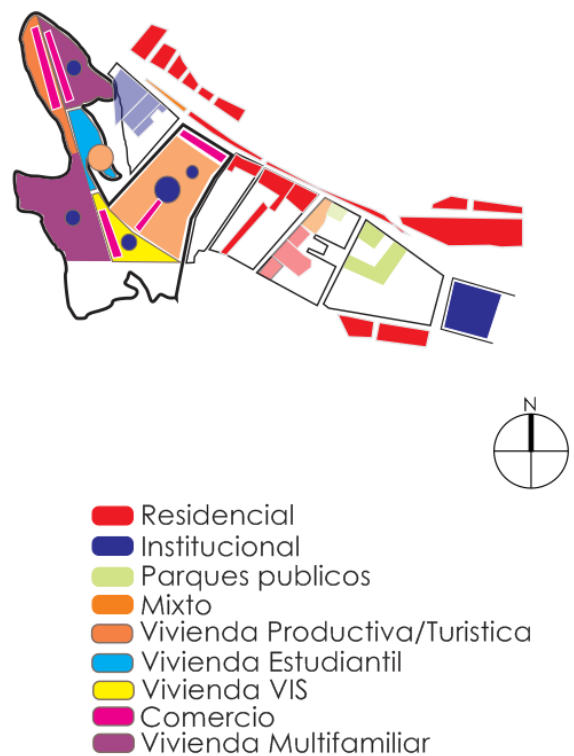 N
Residencial
Institucional
Parques publicos
Mixto
Vivienda Productiva/Turistica
Vivienda Estudiantil
Vivienda VIS
Comercio
Vivienda Multifamiliar